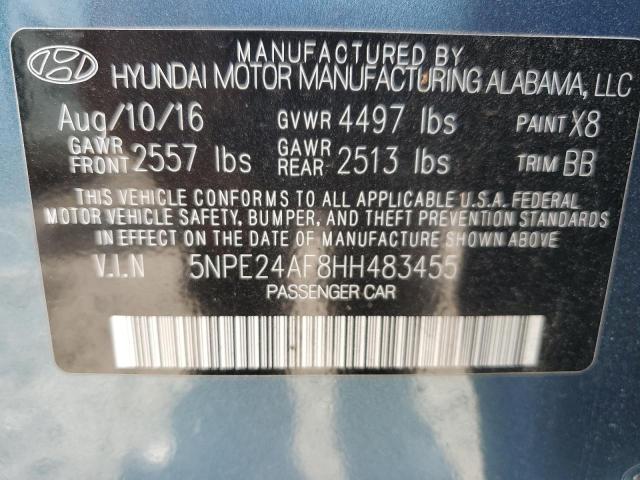 MANUFACTURED BY
HYUNDAI MOTOR MANUFACTURING ALABAMA, LLC
Aug/10/16 GVWR 4497 lbs PAINT X8
GAWR FRONT 2557 lbs GAWR REAR 2513 lbs TRIM BB
THIS VEHICLE CONFORMS TO ALL APPLICABLE U.S.A. FEDERAL
MOTOR VEHICLE SAFETY, BUMPER, AND THEFT PREVENTION STANDARDS
IN EFFECT ON THE DATE OF MANUFACTURE SHOWN ABOVE.
V.I.N 5NPE24AF8HH483455
PASSENGER CAR